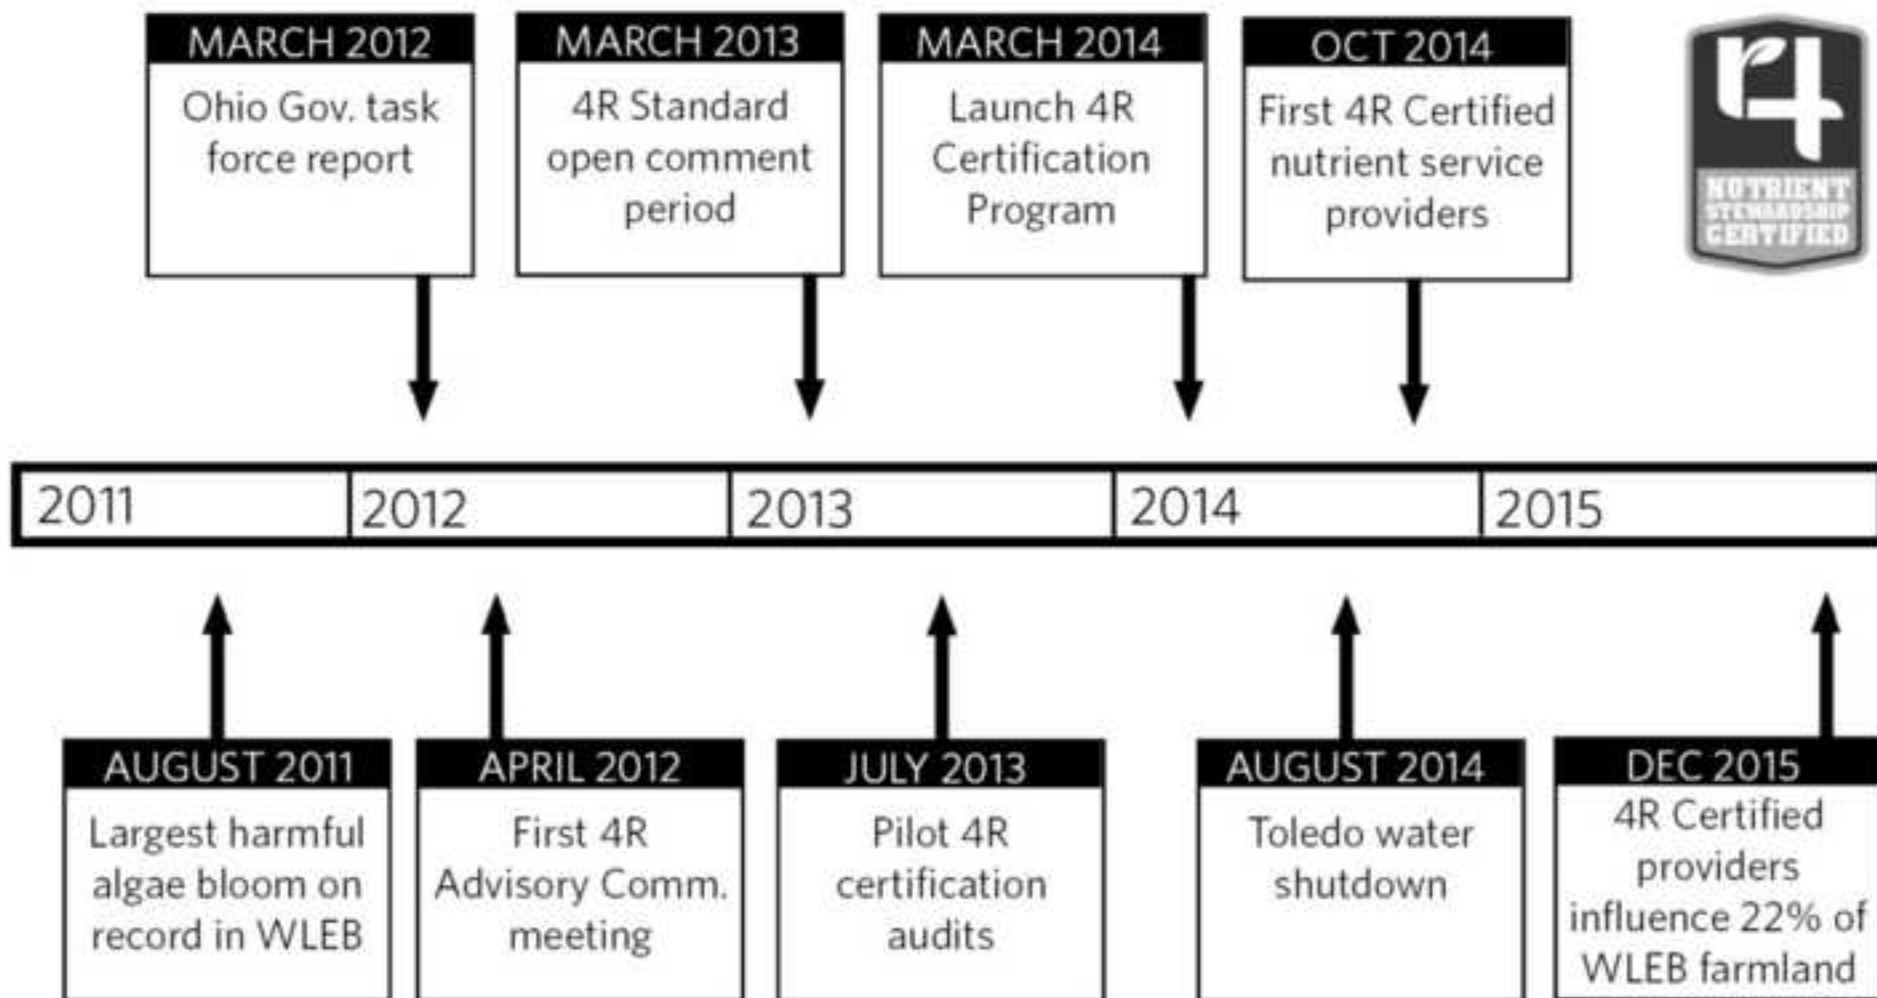 MARCH 2012
Ohio Gov. task
force report
MARCH 2013
4R Standard
open comment
period
MARCH 2014
Launch 4R
Certification
Program
OCT 2014
First 4R Certified
nutrient service
providers
4R
NUTRIENT
STEWARDSHIP
CERTIFIED
2011
2012
2013
2014
2015
AUGUST 2011
Largest harmful
algae bloom on
record in WLEB
APRIL 2012
First 4R
Advisory Comm.
meeting
JULY 2013
Pilot 4R
certification
audits
AUGUST 2014
Toledo water
shutdown
DEC 2015
4R Certified
providers
influence 22% of
WLEB farmland